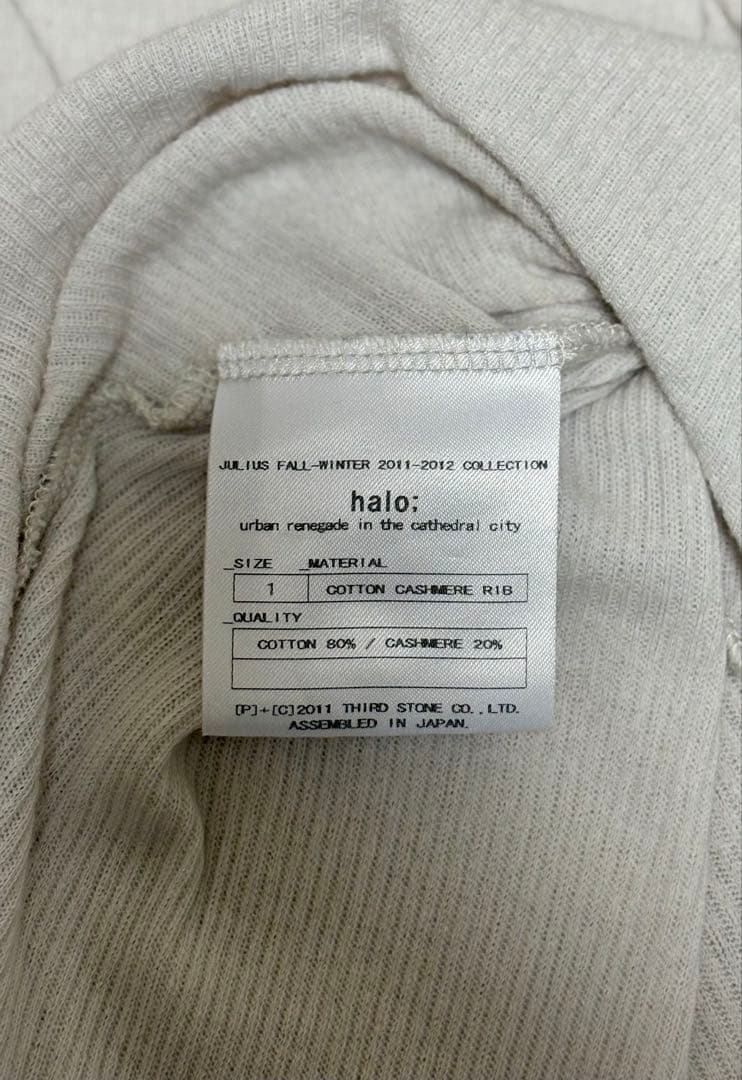 JULIUS FALL-WINTER 2011-2012 COLLECTION
halo;
urban renegade in the cathedral city
_SIZE _MATERIAL
1 COTTON CASHMERE RIB
_QUALITY
COTTON 80% / CASHMERE 20%
[P]+[C]2011 THIRD STONE CO.,LTD.
ASSEMBLED IN JAPAN.